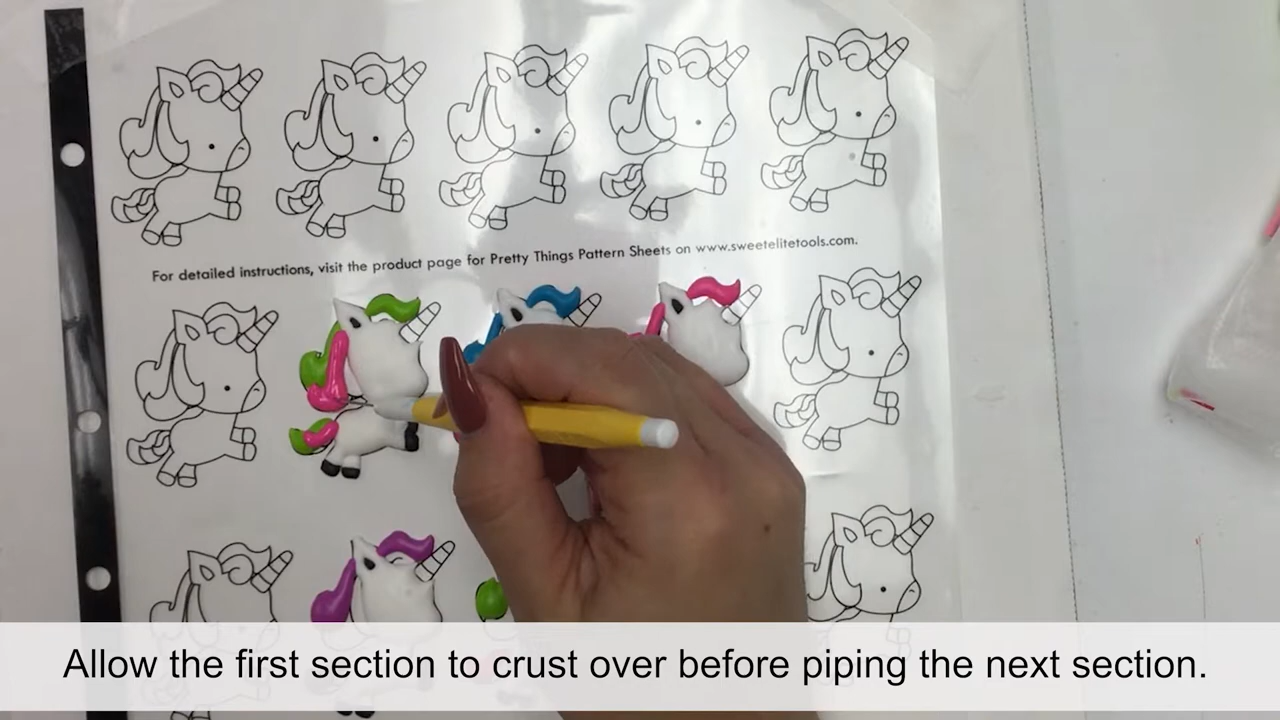 For detailed instructions, visit the product page for Pretty Things Pattern Sheets on www.sweetelitetools.com.
Allow the first section to crust over before piping the next section.